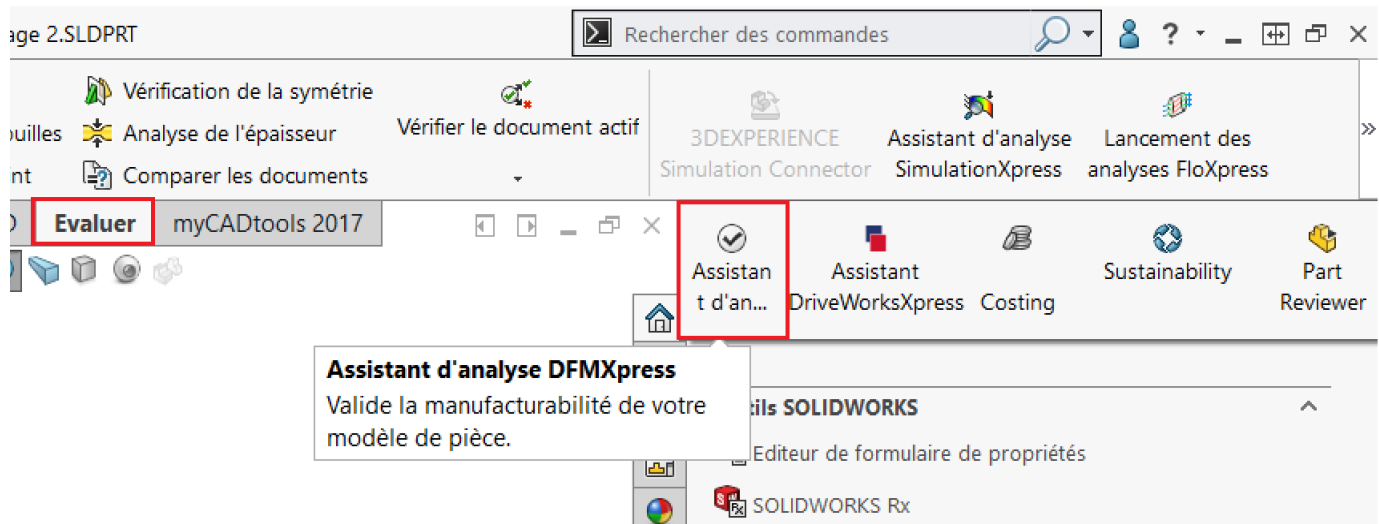 age 2.SLDPRT
Rechercher des commandes
?
Vérification de la symétrie
ouilles
Analyse de l'épaisseur
nt
Comparer les documents
Vérifier le document actif
3DEXPERIENCE
Simulation Connector
Assistant d'analyse
SimulationXpress
Lancement des
analyses FloXpress
»
Evaluer
myCADtools 2017
Assistan
t d'an...
Assistant
DriveWorksXpress
Costing
Sustainability
Part
Reviewer
Assistant d'analyse DFMXpress
Valide la manufacturabilité de votre
modèle de pièce.
tils SOLIDWORKS
Editeur de formulaire de propriétés
SOLIDWORKS Rx